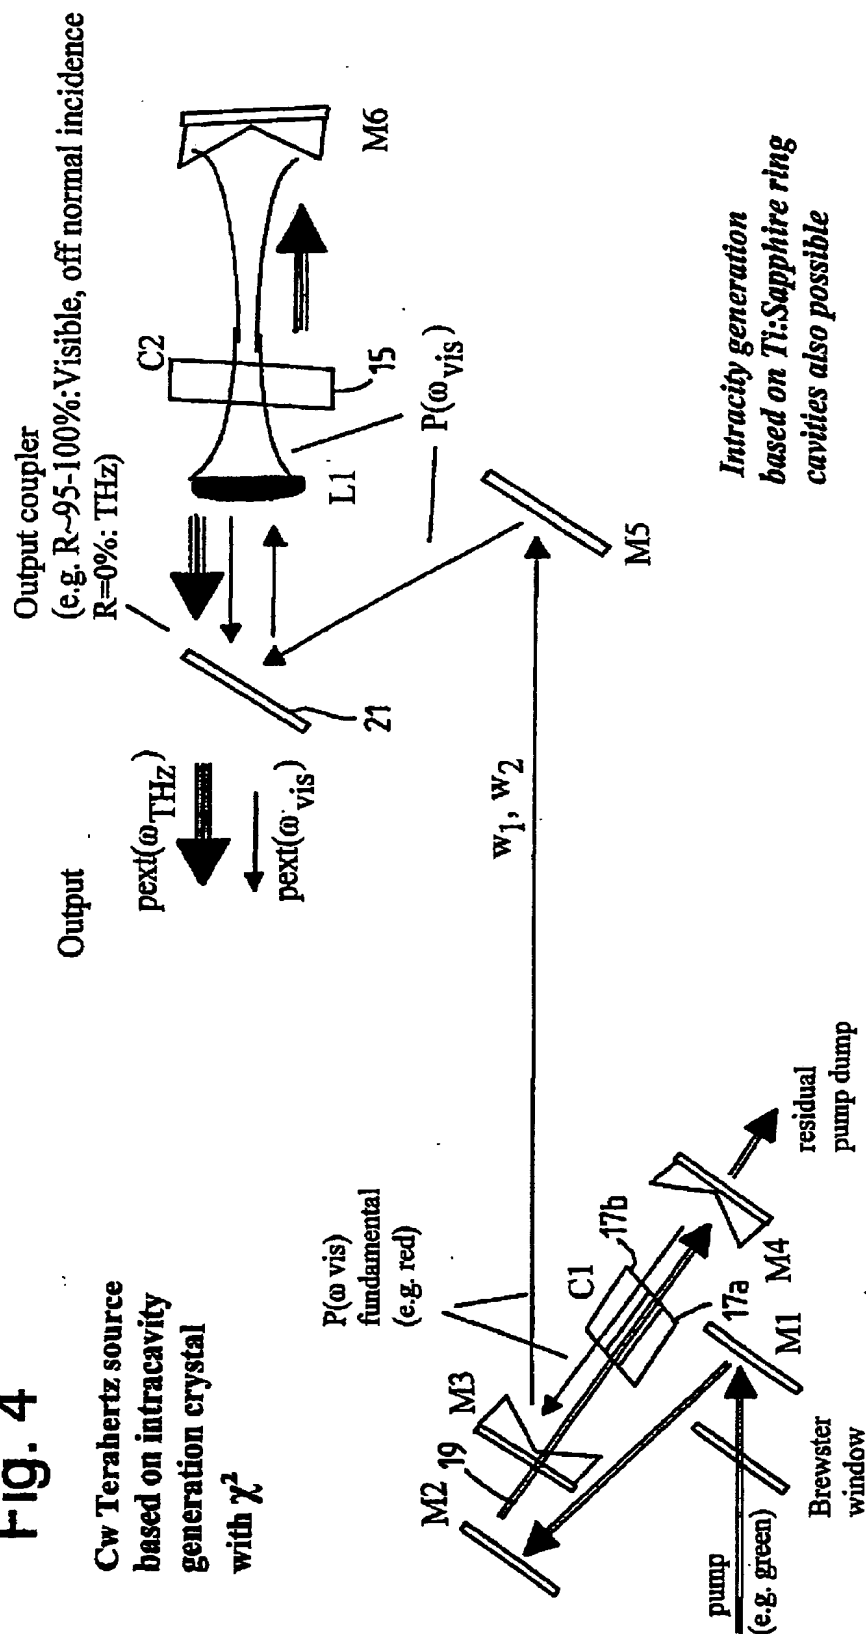 Fig. 4
Cw Terahertz source
based on intracavity
generation crystal
with χ²
Output
Output coupler
(e.g. R~95-100%:Visible, off normal incidence
R=0%: THz)
pext(ωTHz)
pext(ωvis)
21
C2
15
L1
M6
P(ωvis)
M5
w1, w2
P(ω vis)
fundamental
(e.g. red)
M2
19
M3
C1
17b
17a
M4
M1
residual
pump dump
pump
(e.g. green)
Brewster
window
Intracity generation
based on Ti:Sapphire ring
cavities also possible